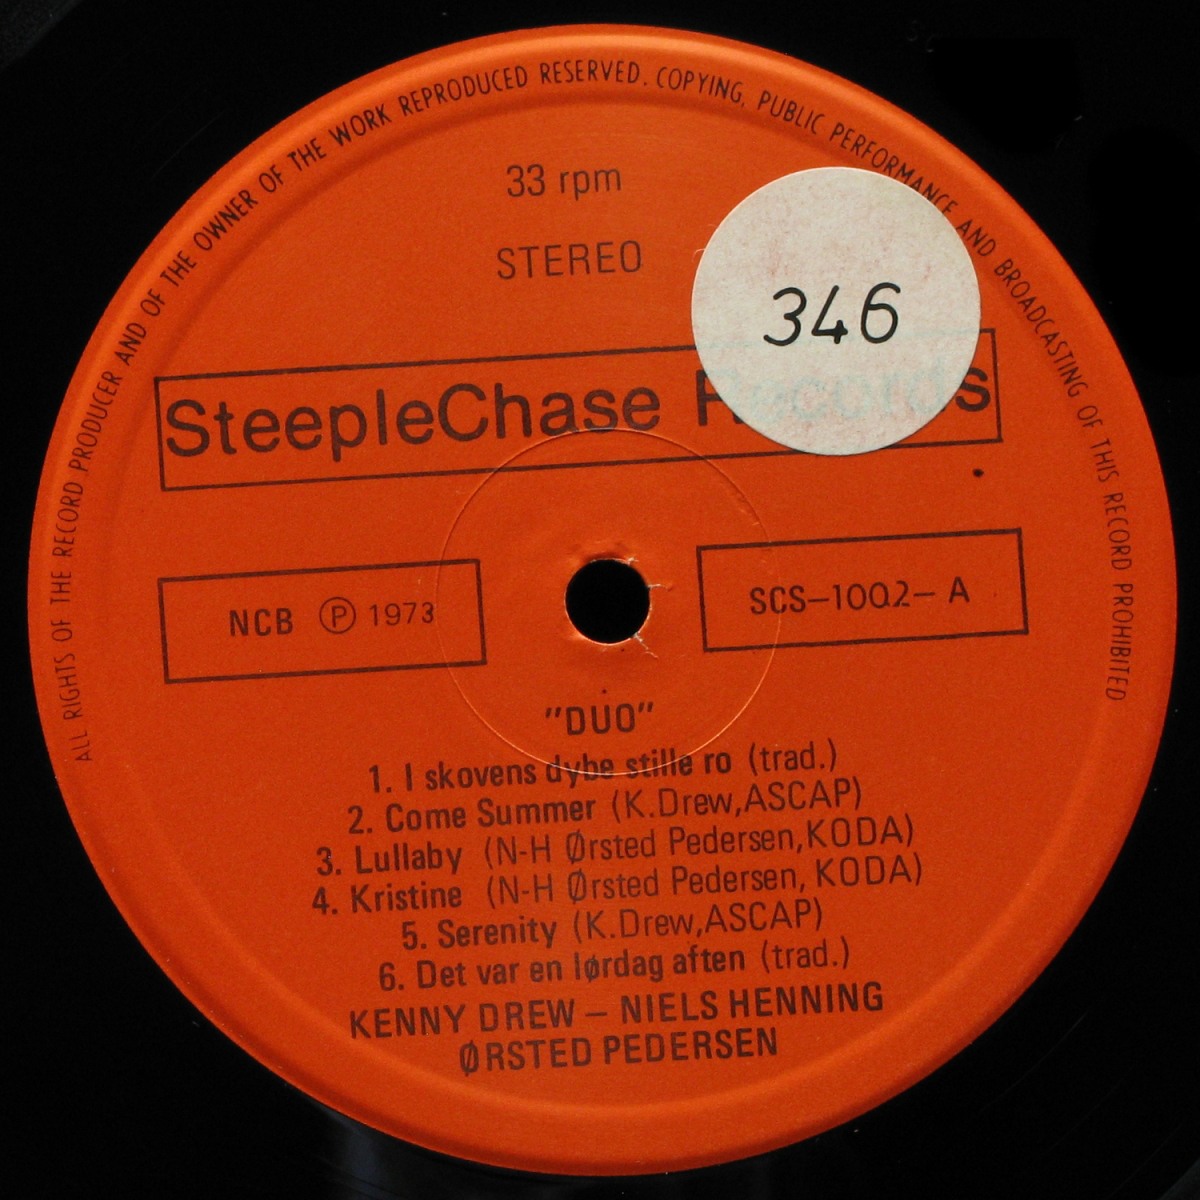 ALL RIGHTS OF THE RECORD PRODUCER AND OF THE OWNER OF THE WORK REPRODUCED RESERVED. COPYING, PUBLIC PERFORMANCE AND BROADCASTING OF THIS RECORD PROHIBITED
33 rpm
STEREO
346
SteepleChase Records
NCB Ⓟ 1973
SCS-1002- A
"DUO"
1. I skovens dybe stille ro (trad.)
2. Come Summer (K.Drew,ASCAP)
3. Lullaby (N-H Ørsted Pedersen,KODA)
4. Kristine (N-H Ørsted Pedersen, KODA)
5. Serenity (K.Drew,ASCAP)
6. Det var en lørdag aften (trad.)
KENNY DREW – NIELS HENNING
ØRSTED PEDERSEN